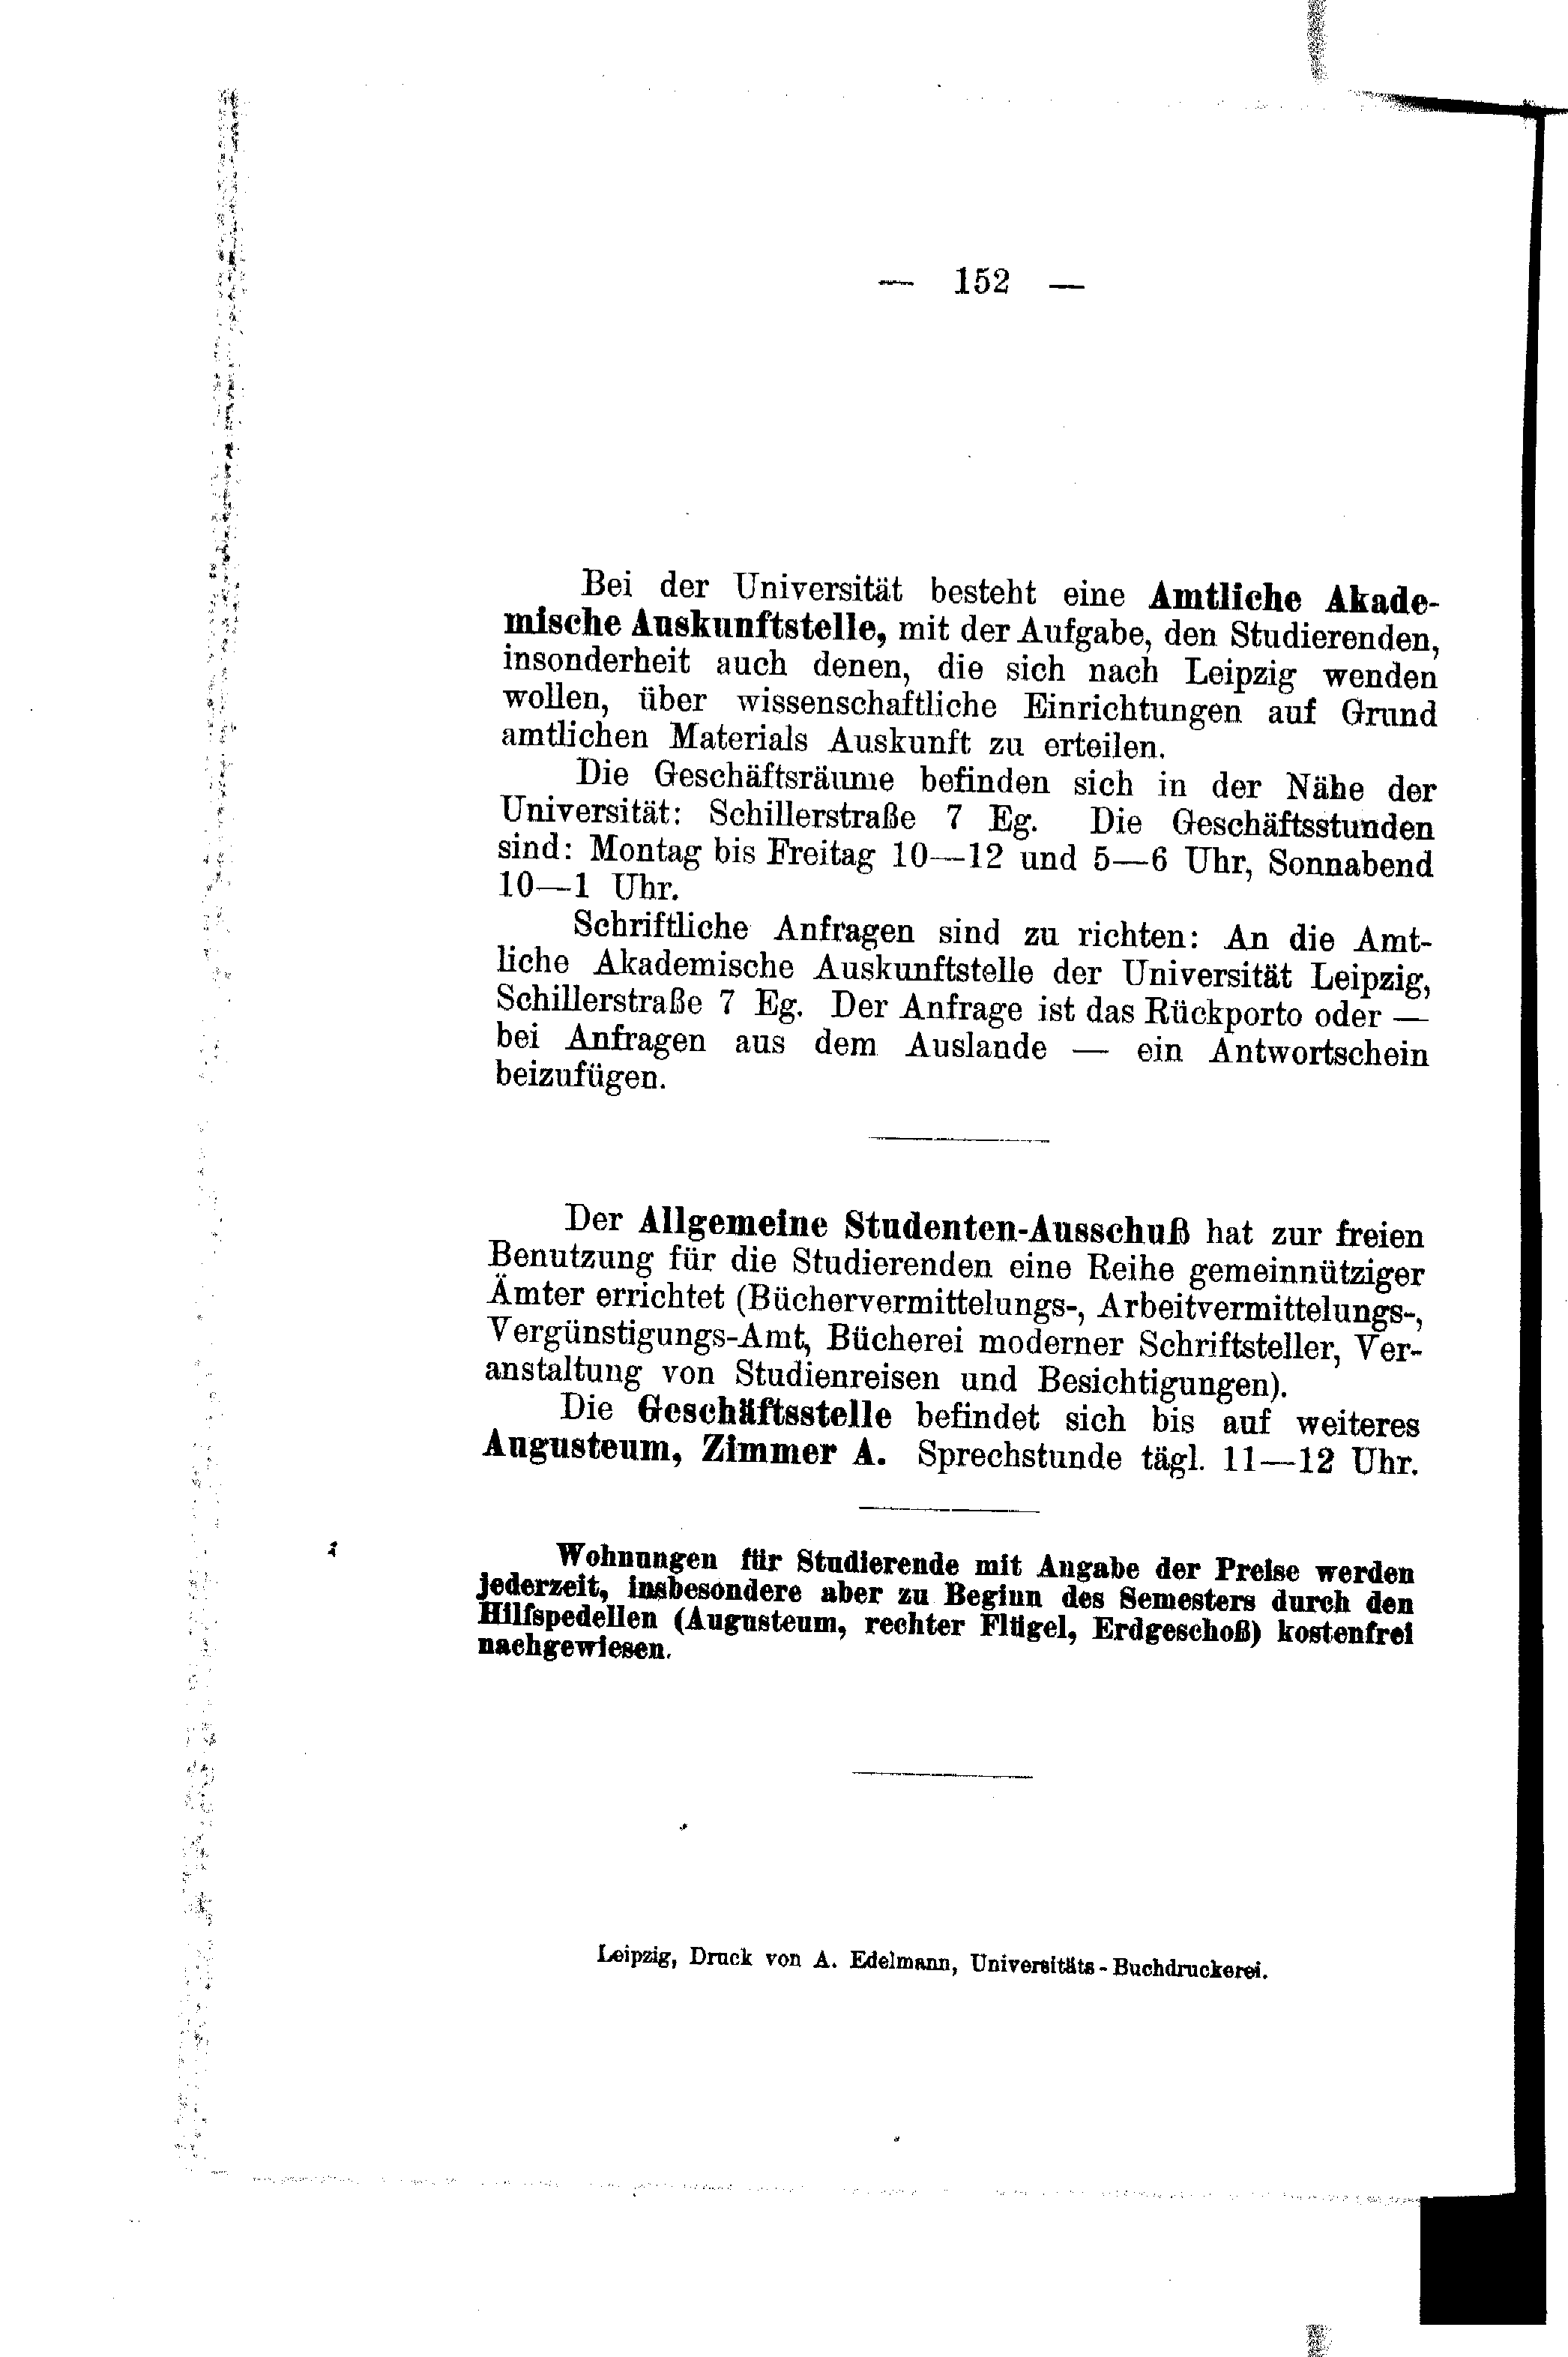 — 152 —
Bei der Universität besteht eine Amtliche Akade-
mische Auskunftstelle, mit der Aufgabe, den Studierenden,
insonderheit auch denen, die sich nach Leipzig wenden
wollen, über wissenschaftliche Einrichtungen auf Grund
amtlichen Materials Auskunft zu erteilen.
Die Geschäftsräume befinden sich in der Nähe der
Universität: Schillerstraße 7 Eg. Die Geschäftsstunden
sind: Montag bis Freitag 10—12 und 5—6 Uhr, Sonnabend
10—1 Uhr.
Schriftliche Anfragen sind zu richten: An die Amt-
liche Akademische Auskunftstelle der Universität Leipzig,
Schillerstraße 7 Eg. Der Anfrage ist das Rückporto oder —
bei Anfragen aus dem Auslande — ein Antwortschein
beizufügen.
Der Allgemeine Studenten-Ausschuß hat zur freien
Benutzung für die Studierenden eine Reihe gemeinnütziger
Ämter errichtet (Büchervermittelungs-, Arbeitvermittelungs-,
Vergünstigungs-Amt, Bücherei moderner Schriftsteller, Ver-
anstaltung von Studienreisen und Besichtigungen).
Die Geschäftsstelle befindet sich bis auf weiteres
Augusteum, Zimmer A. Sprechstunde tägl. 11—12 Uhr.
Wohnungen für Studierende mit Angabe der Preise werden
jederzeit, insbesondere aber zu Beginn des Semesters durch den
Hilfspedellen (Augusteum, rechter Flügel, Erdgeschoß) kostenfrei
nachgewiesen.
Leipzig, Druck von A. Edelmann, Universitäts-Buchdruckerei.